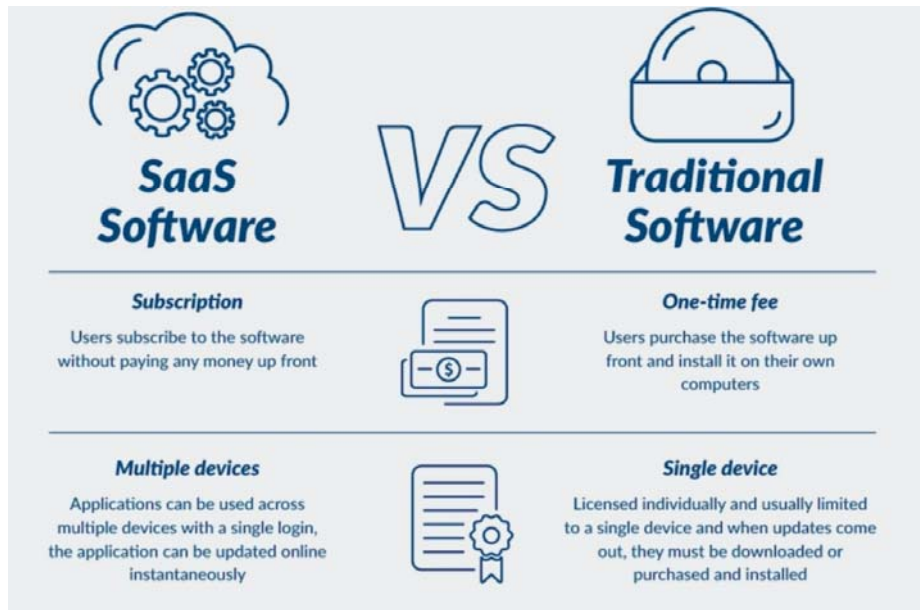 SaaS
Software
VS
Traditional
Software
Subscription
Users subscribe to the software
without paying any money up front
$
One-time fee
Users purchase the software up
front and install it on their own
computers
Multiple devices
Applications can be used across
multiple devices with a single login,
the application can be updated online
instantaneously
Single device
Licensed individually and usually limited
to a single device and when updates come
out, they must be downloaded or
purchased and installed